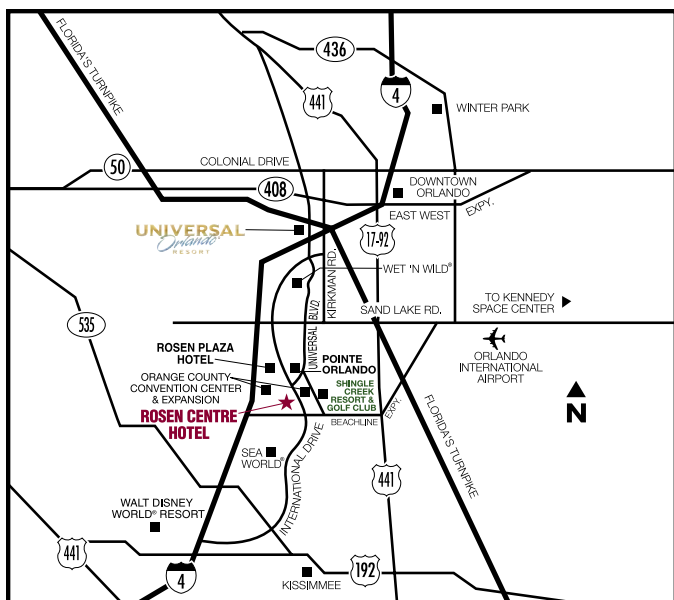 FLORIDA'S TURNPIKE
436
441
4
WINTER PARK
COLONIAL DRIVE
50
408
DOWNTOWN
ORLANDO
EAST WEST
EXPY.
UNIVERSAL
Orlando
RESORT
17-92
KIRKMAN RD.
WET 'N WILD®
UNIVERSAL BLVD.
SAND LAKE RD.
TO KENNEDY
SPACE CENTER
535
ORLANDO
INTERNATIONAL
AIRPORT
ROSEN PLAZA
HOTEL
POINTE
ORLANDO
ORANGE COUNTY
CONVENTION CENTER
& EXPANSION
SHINGLE
CREEK
RESORT &
GOLF CLUB
ROSEN CENTRE
HOTEL
BEACHLINE
EXPY.
N
FLORIDA'S TURNPIKE
SEA
WORLD®
INTERNATIONAL DRIVE
441
WALT DISNEY
WORLD® RESORT
441
4
KISSIMMEE
192